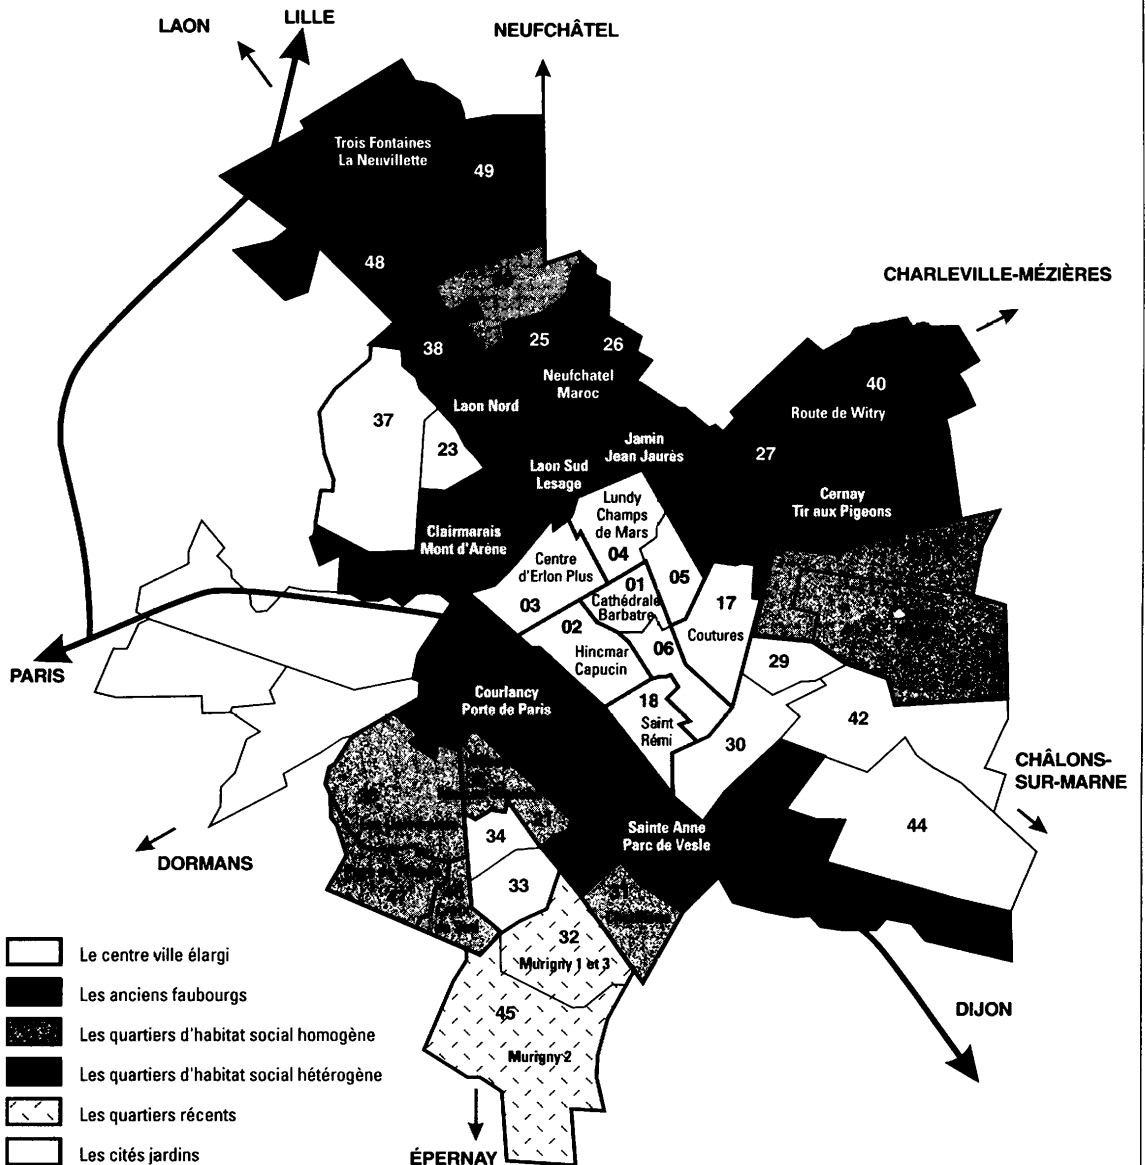 LAON
LILLE
NEUFCHÂTEL
Trois Fontaines
La Neuvillette
49
48
CHARLEVILLE-MÉZIÈRES
38
25
26
Neufchatel
Maroc
40
Route de Witry
Laon Nord
37
23
Jamin
Jean Jaurès
27
Laon Sud
Lesage
Cernay
Tir aux Pigeons
Lundy
Champs
de Mars
04
Clairmarais
Mont d'Arène
Centre
d'Erlon Plus
03
05
01
Cathédrale
Barbatre
17
Coutures
02
Hincmar
Capucin
06
29
PARIS
Courlancy
Porte de Paris
18
Saint
Rémi
30
42
CHÂLONS-
SUR-MARNE
44
Sainte Anne
Parc de Vesle
34
33
DORMANS
32
Murigny 1 et 3
45
Murigny 2
DIJON
ÉPERNAY
Le centre ville élargi
Les anciens faubourgs
Les quartiers d'habitat social homogène
Les quartiers d'habitat social hétérogène
Les quartiers récents
Les cités jardins